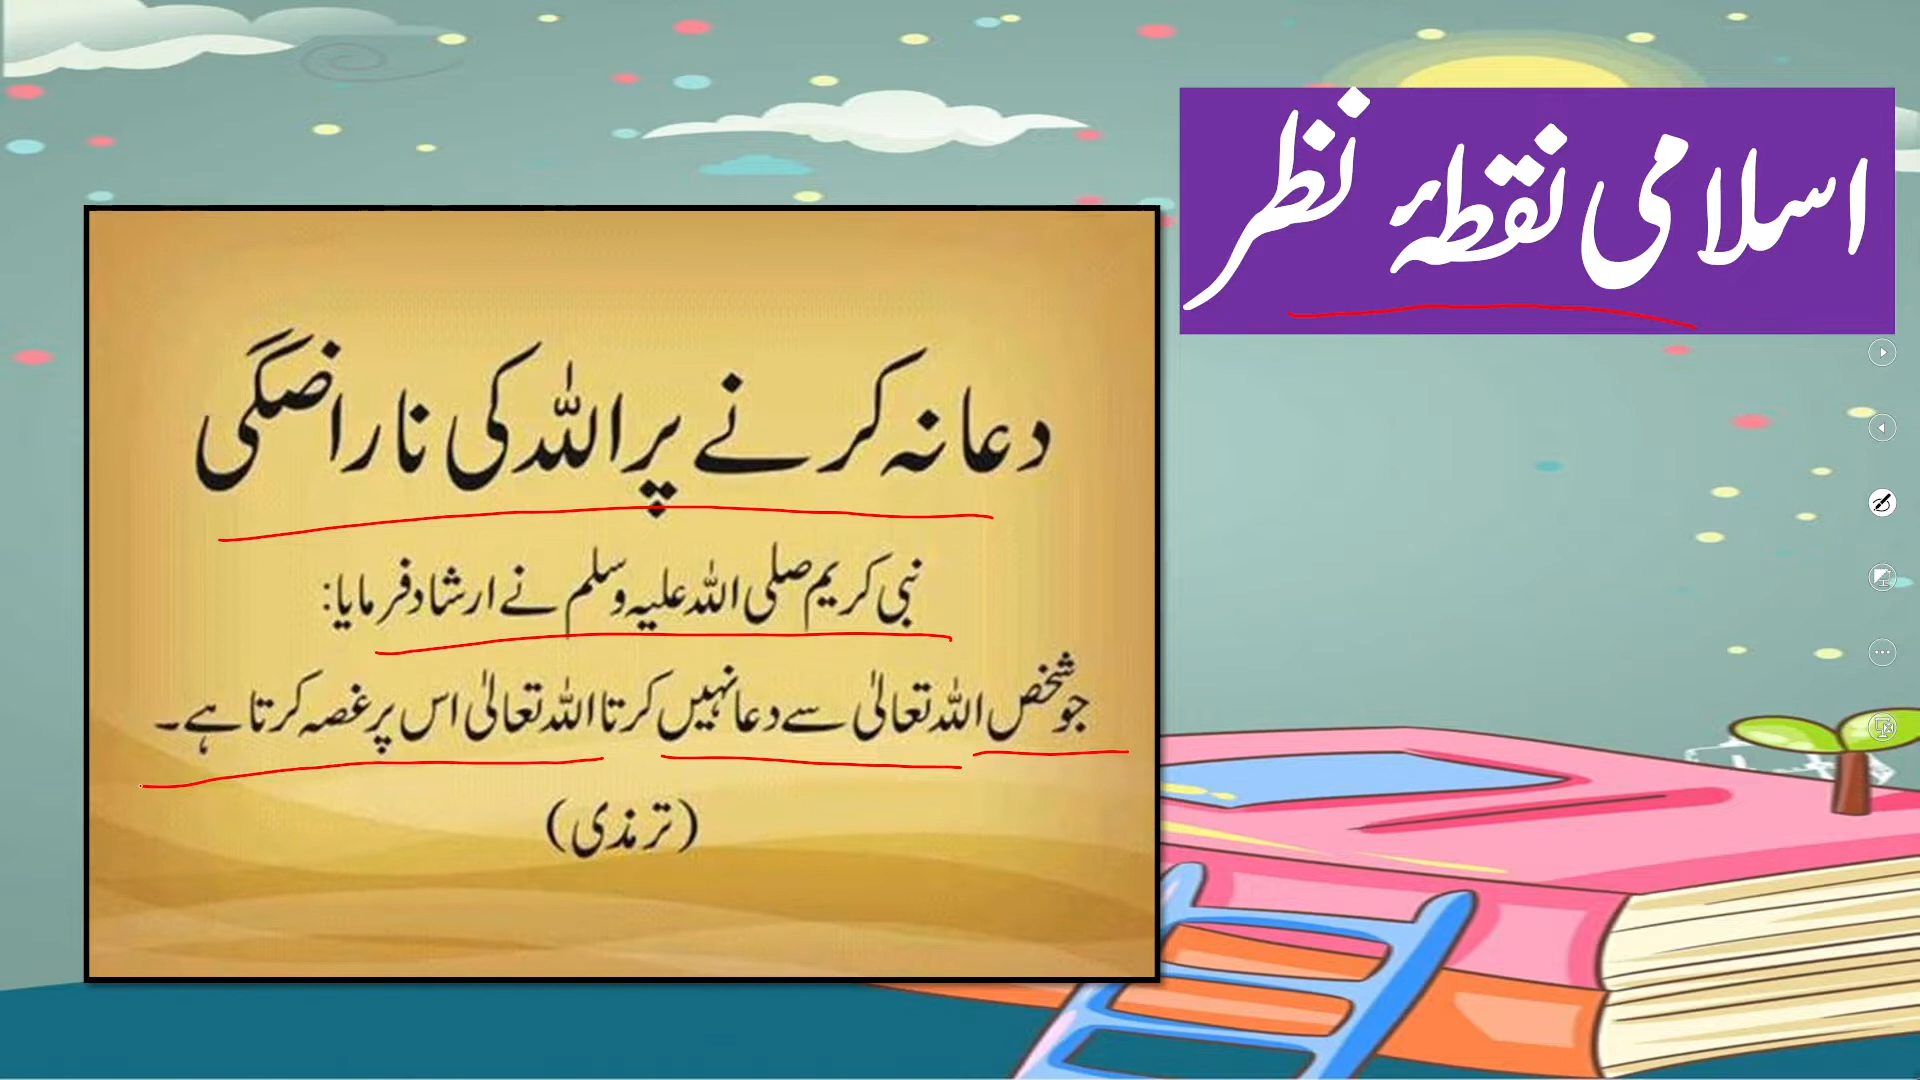 اسلامی نقطۂ نظر
دعا نہ کرنے پر اللہ کی ناراضگی
نبی کریم صلی اللہ علیہ وسلم نے ارشاد فرمایا:
جو شخص اللہ تعالیٰ سے دعا نہیں کرتا اللہ تعالیٰ اس پر غصہ کرتا ہے۔
(ترمذی)